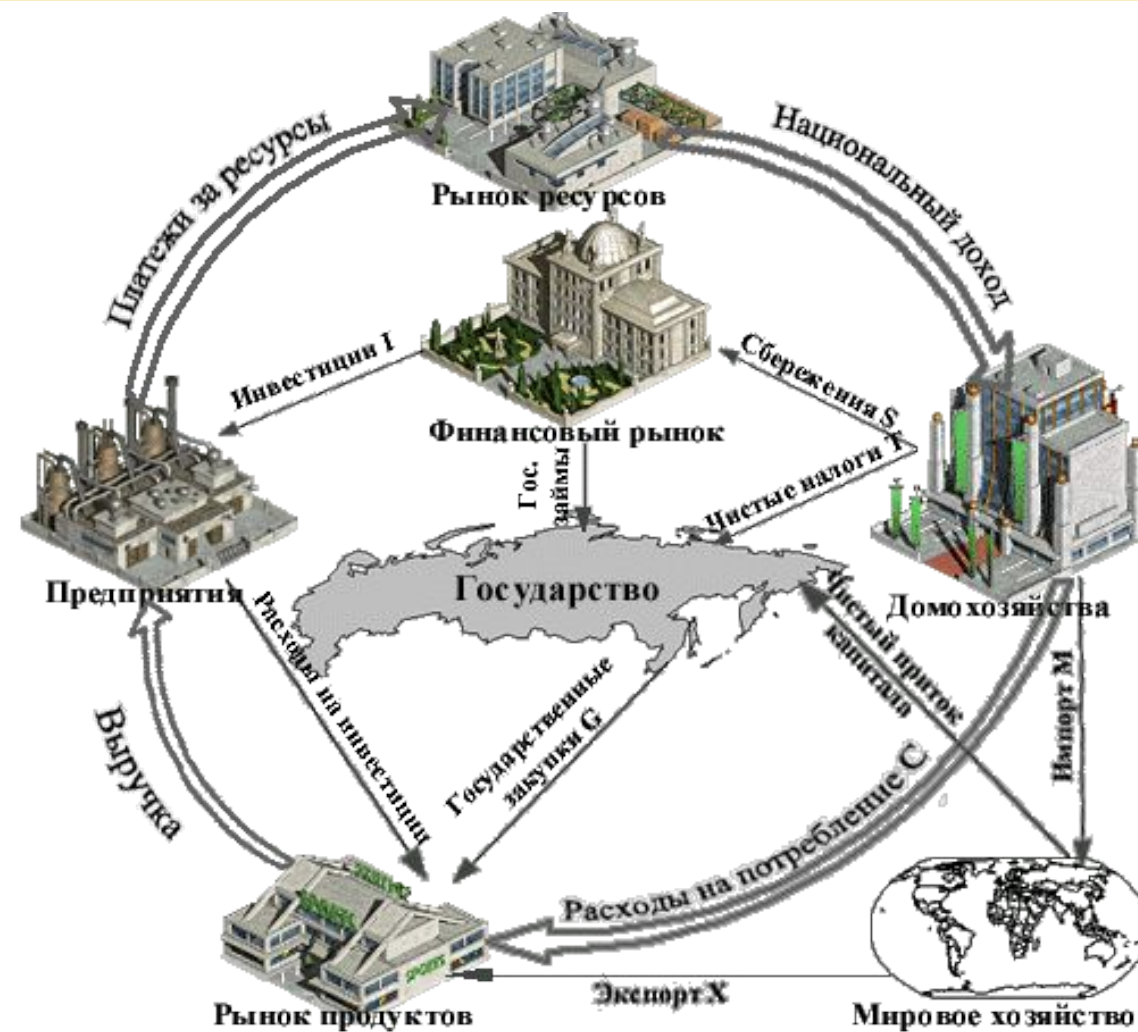 Рынок ресурсов
Платежи за ресурсы
Национальный доход
Инвестиции I
Сбережения S
Финансовый рынок
Гос.
займы
Чистые налоги T
Предприятия
Государство
Домохозяйства
Расходы на инвестиции
Государственные
закупки G
Чистый приток
капитала
Импорт M
Выручка
Расходы на потребление C
SPORTS
Экспорт X
Рынок продуктов
Мировое хозяйство